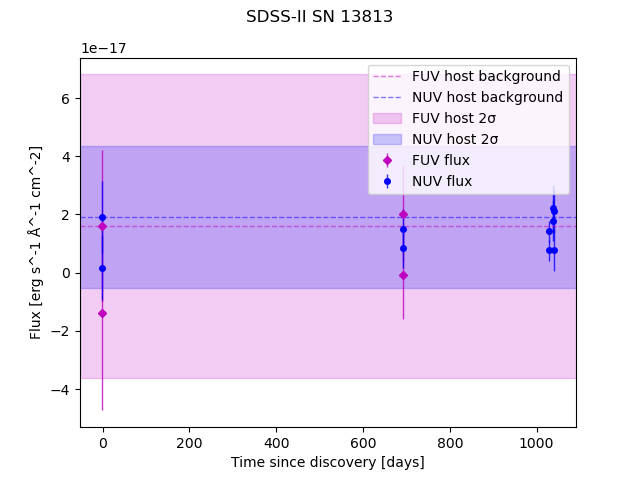 SDSS-II SN 13813
1e−17
FUV host background
NUV host background
FUV host 2σ
NUV host 2σ
FUV flux
NUV flux
6
4
2
0
−2
−4
Flux [erg s^-1 Å^-1 cm^-2]
0
200
400
600
800
1000
Time since discovery [days]